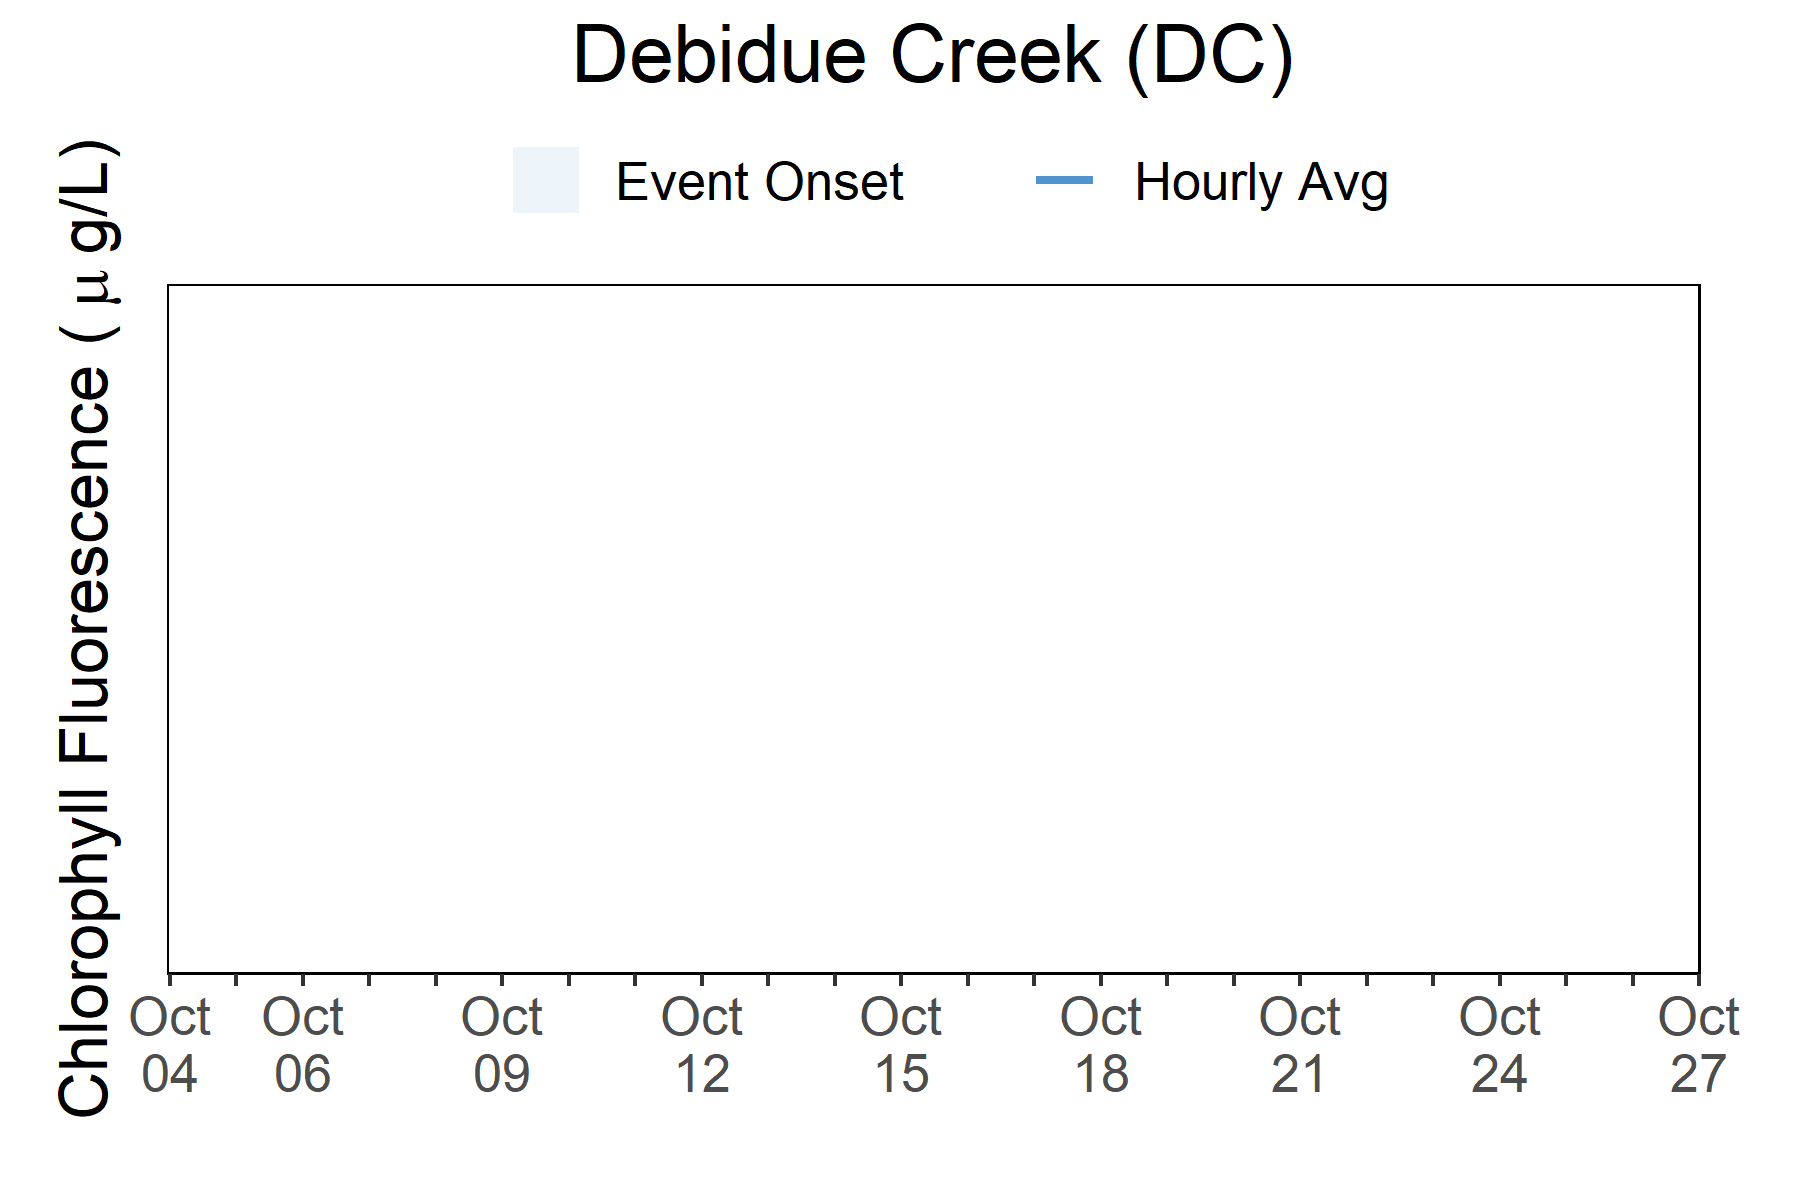 Debidue Creek (DC)
Event Onset
Hourly Avg
Chlorophyll Fluorescence ( μ g/L)
Oct 04
Oct 06
Oct 09
Oct 12
Oct 15
Oct 18
Oct 21
Oct 24
Oct 27